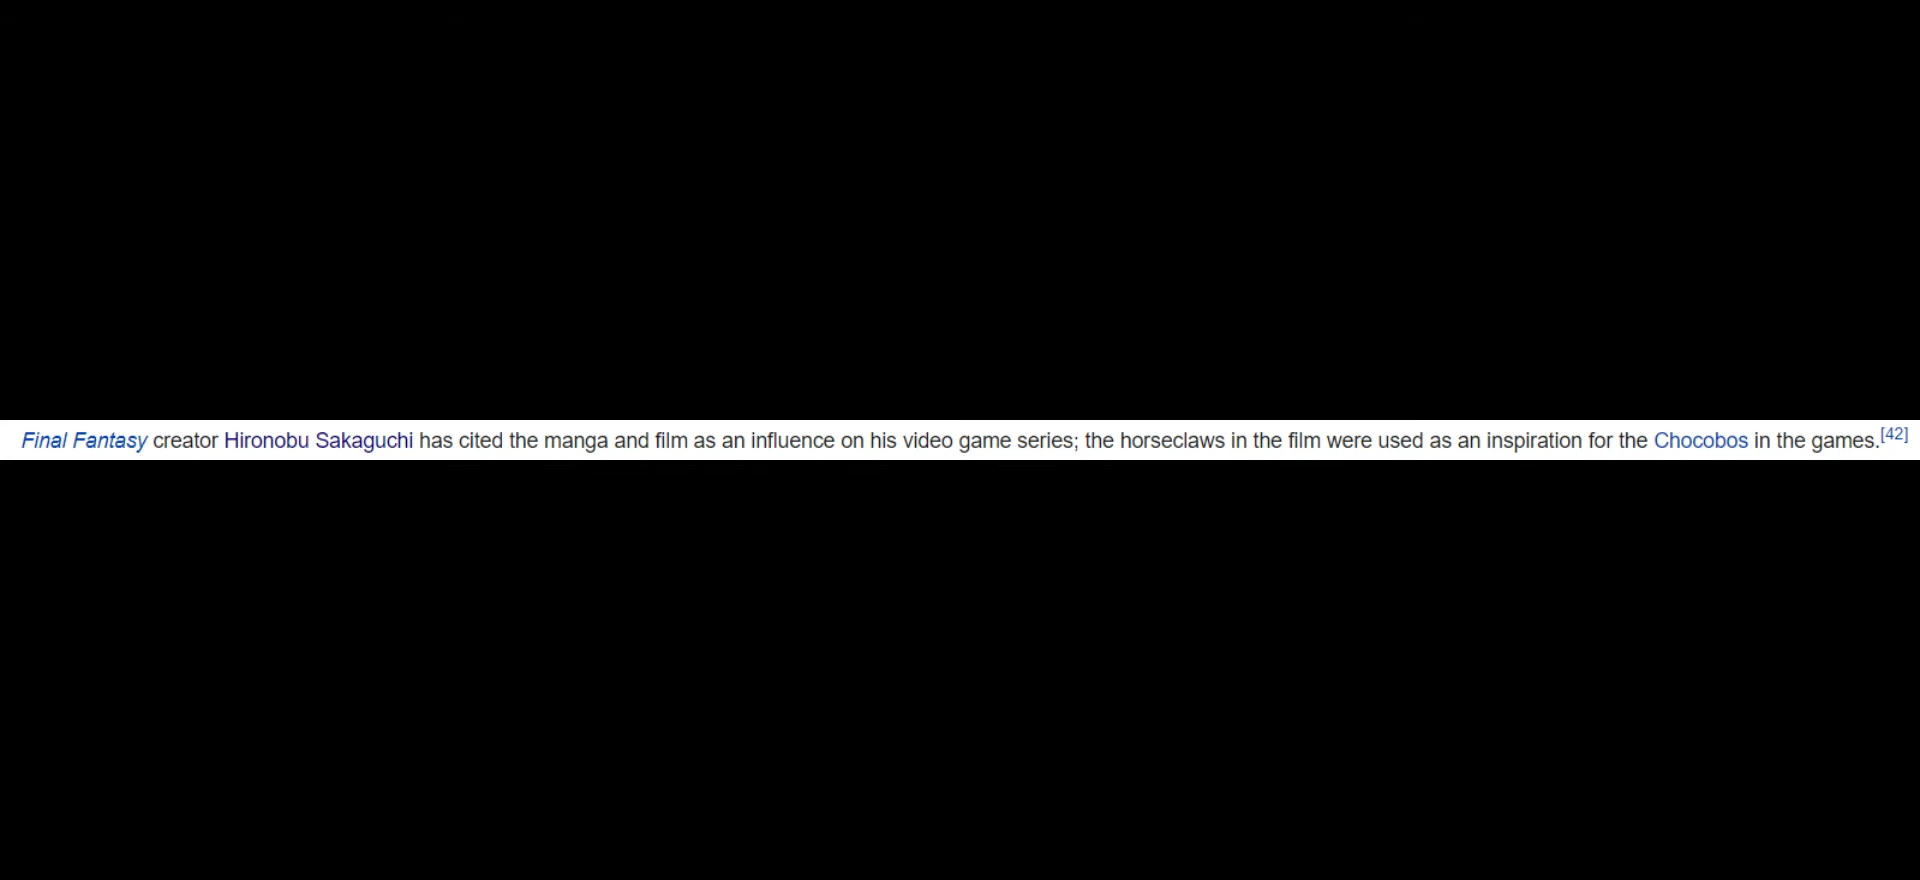 Final Fantasy creator Hironobu Sakaguchi has cited the manga and film as an influence on his video game series; the horseclaws in the film were used as an inspiration for the Chocobos in the games.[42]